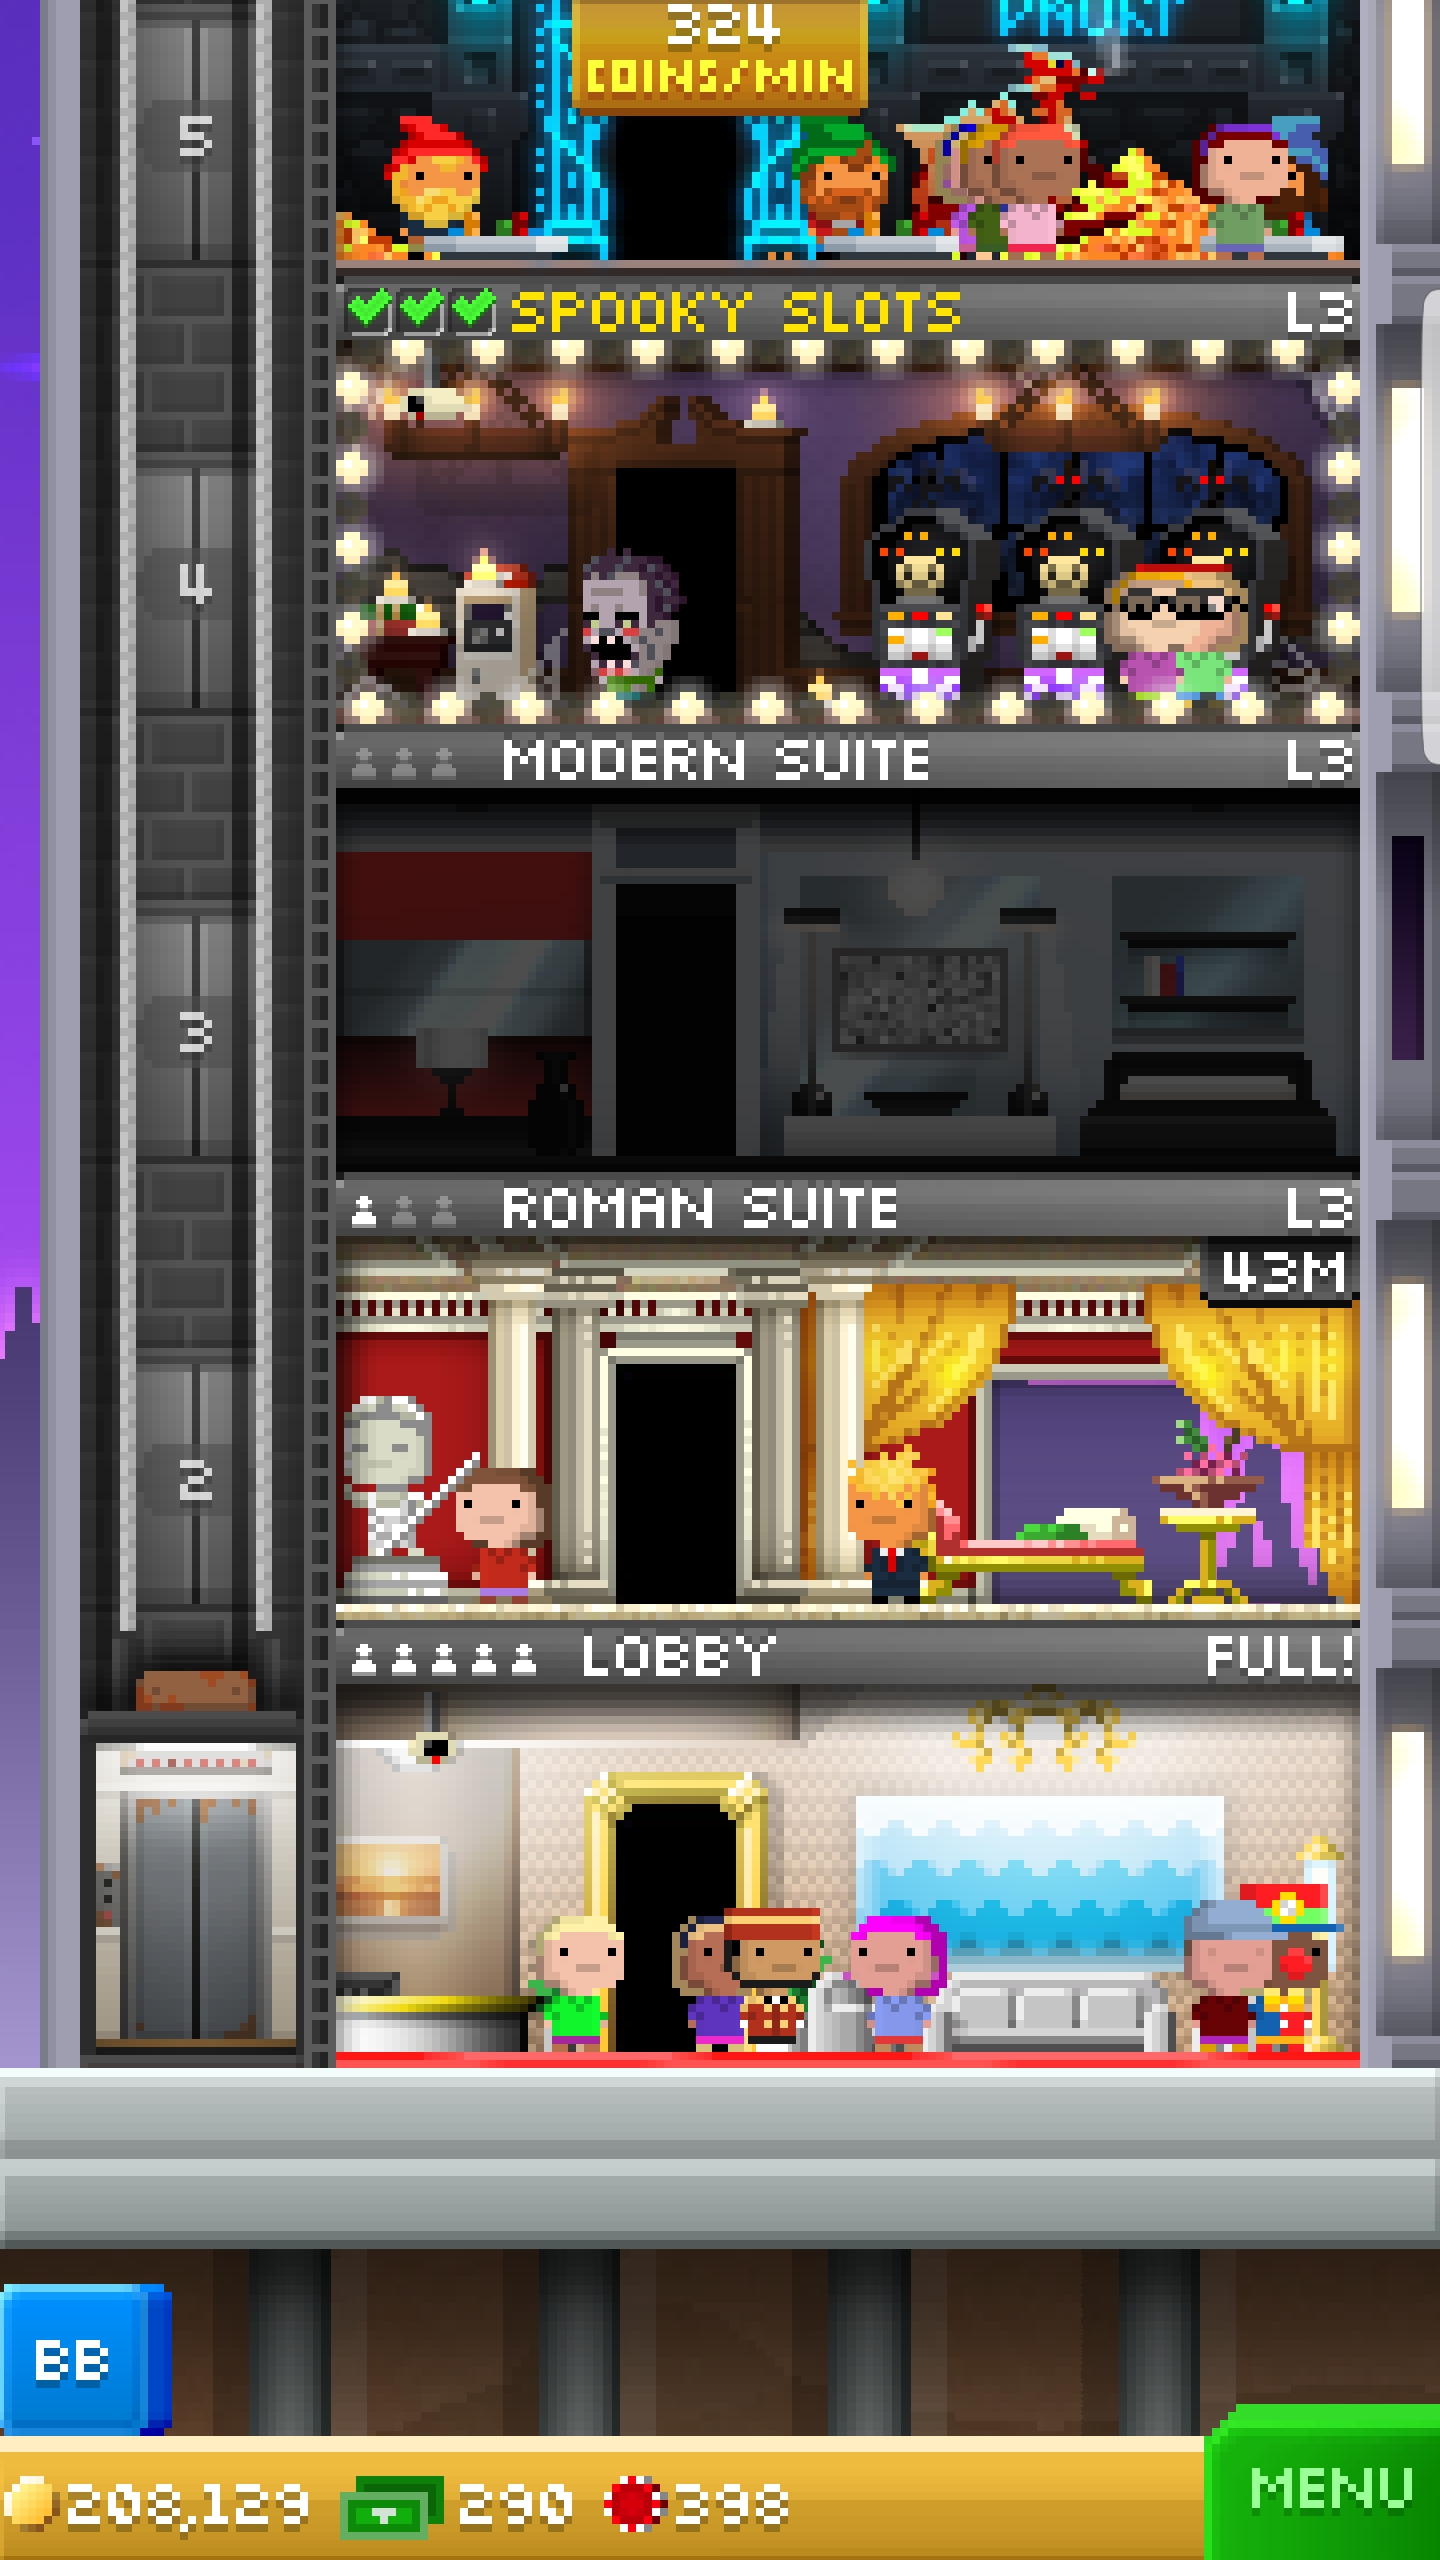 324
COINS/MIN
5
SPOOKY SLOTS L3
4
MODERN SUITE L3
3
ROMAN SUITE L3
43M
2
LOBBY FULL!
BB
208,129 290 398
MENU